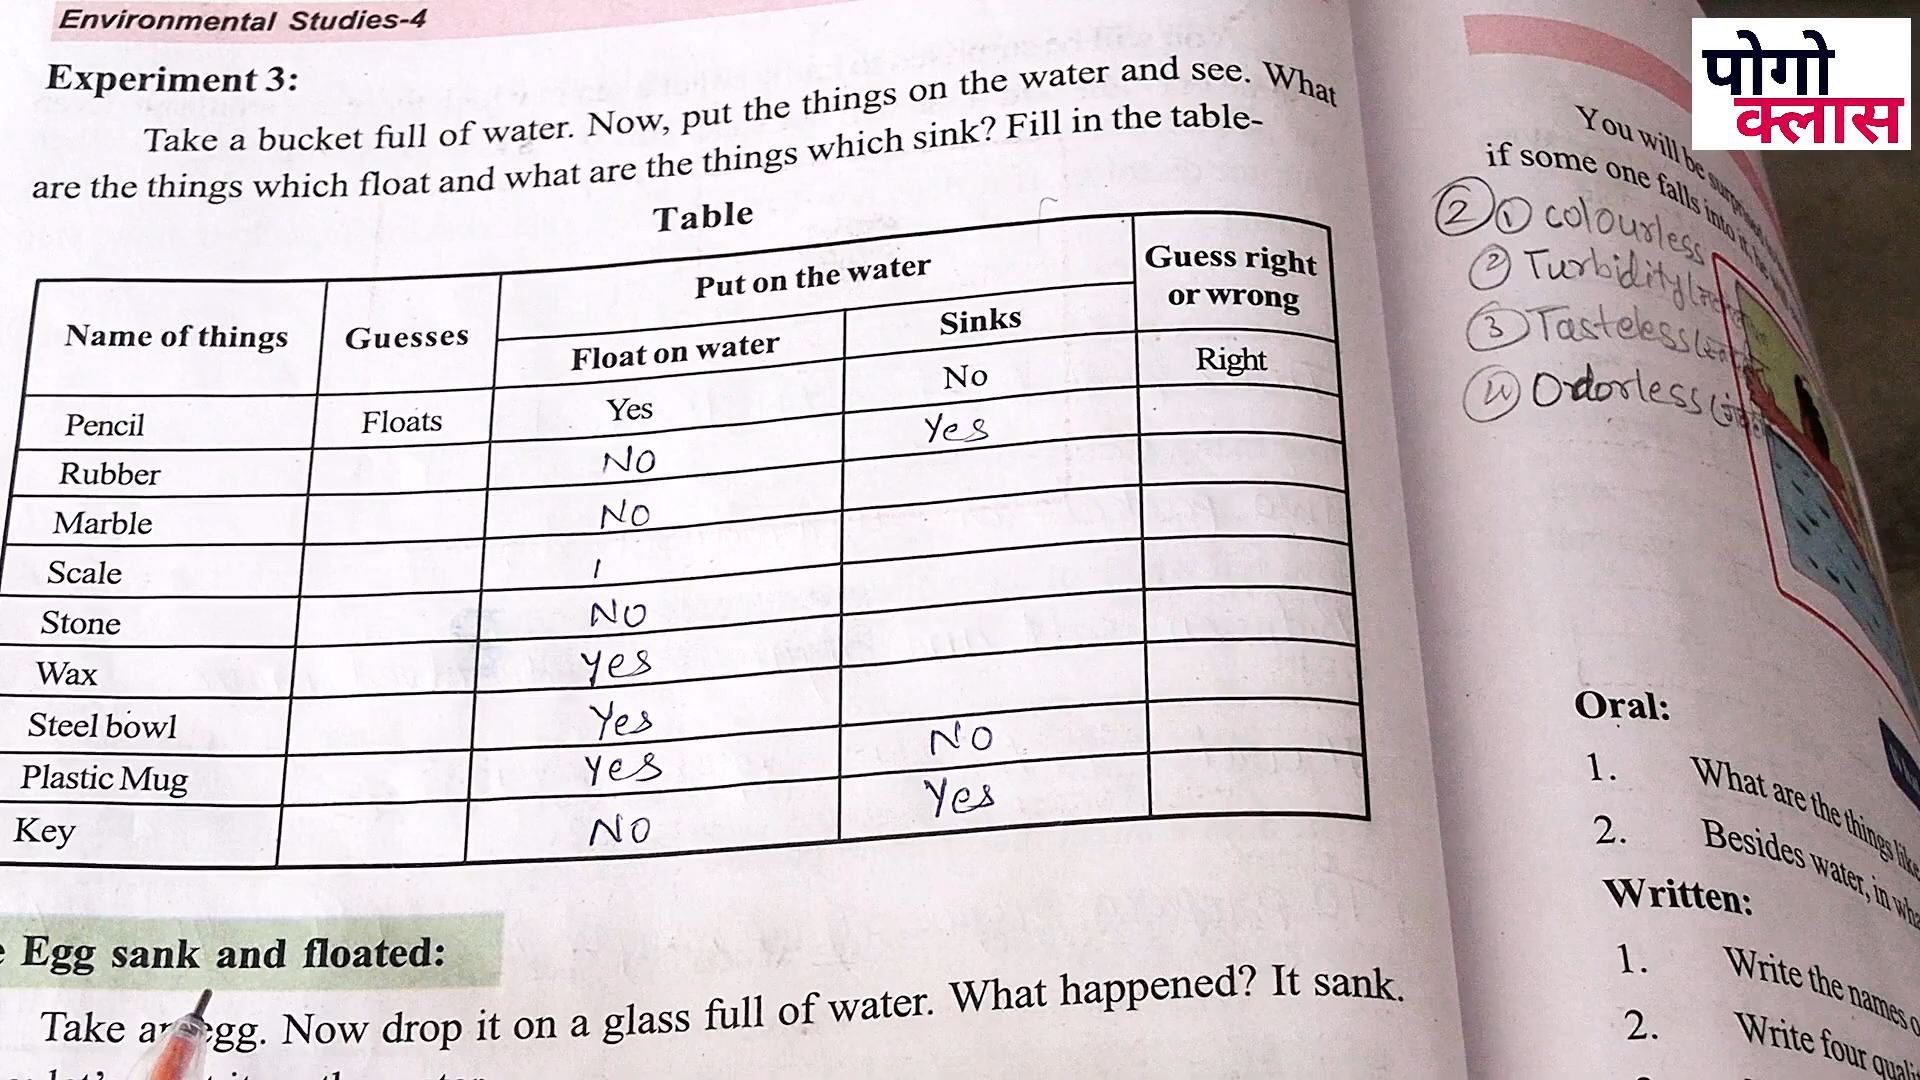 Environmental Studies-4
Experiment 3:
Take a bucket full of water. Now, put the things on the water and see. What
are the things which float and what are the things which sink? Fill in the table-
Table
Name of things Guesses Put on the water Guess right or wrong
Float on water Sinks
Pencil Floats Yes No Right
Rubber NO Yes
Marble NO
Scale
Stone NO
Wax yes
Steel bowl Yes
Plastic Mug yes NO
Key NO Yes
Egg sank and floated:
Take an egg. Now drop it on a glass full of water. What happened? It sank.
पोगो
क्लास
You will be
if some one falls into it
② ① colourless
② Turbidity
③ Tasteless
④ Odorless
Oral:
1. What are the things like
2. Besides water, in
Written:
1. Write the names
2. Write four